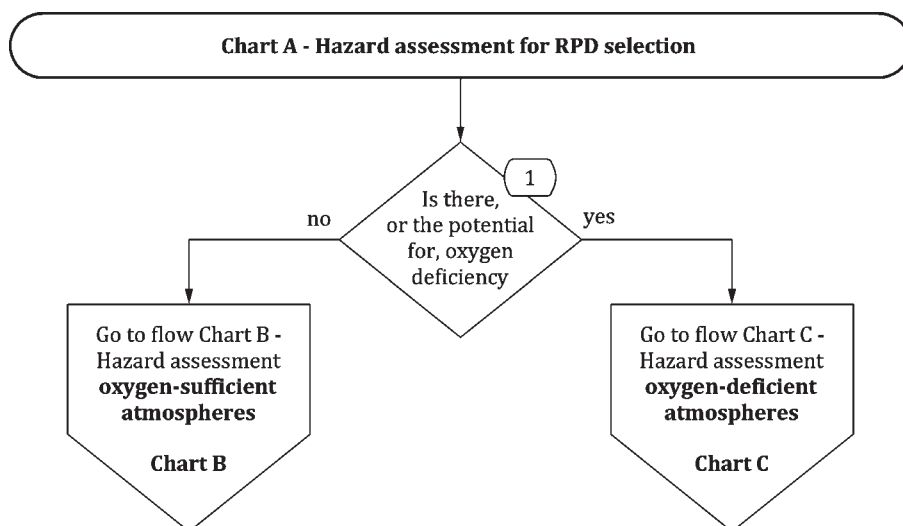 Chart A - Hazard assessment for RPD selection
1
Is there,
or the potential
for, oxygen
deficiency
no
yes
Go to flow Chart B -
Hazard assessment
oxygen-sufficient
atmospheres
Chart B
Go to flow Chart C -
Hazard assessment
oxygen-deficient
atmospheres
Chart C